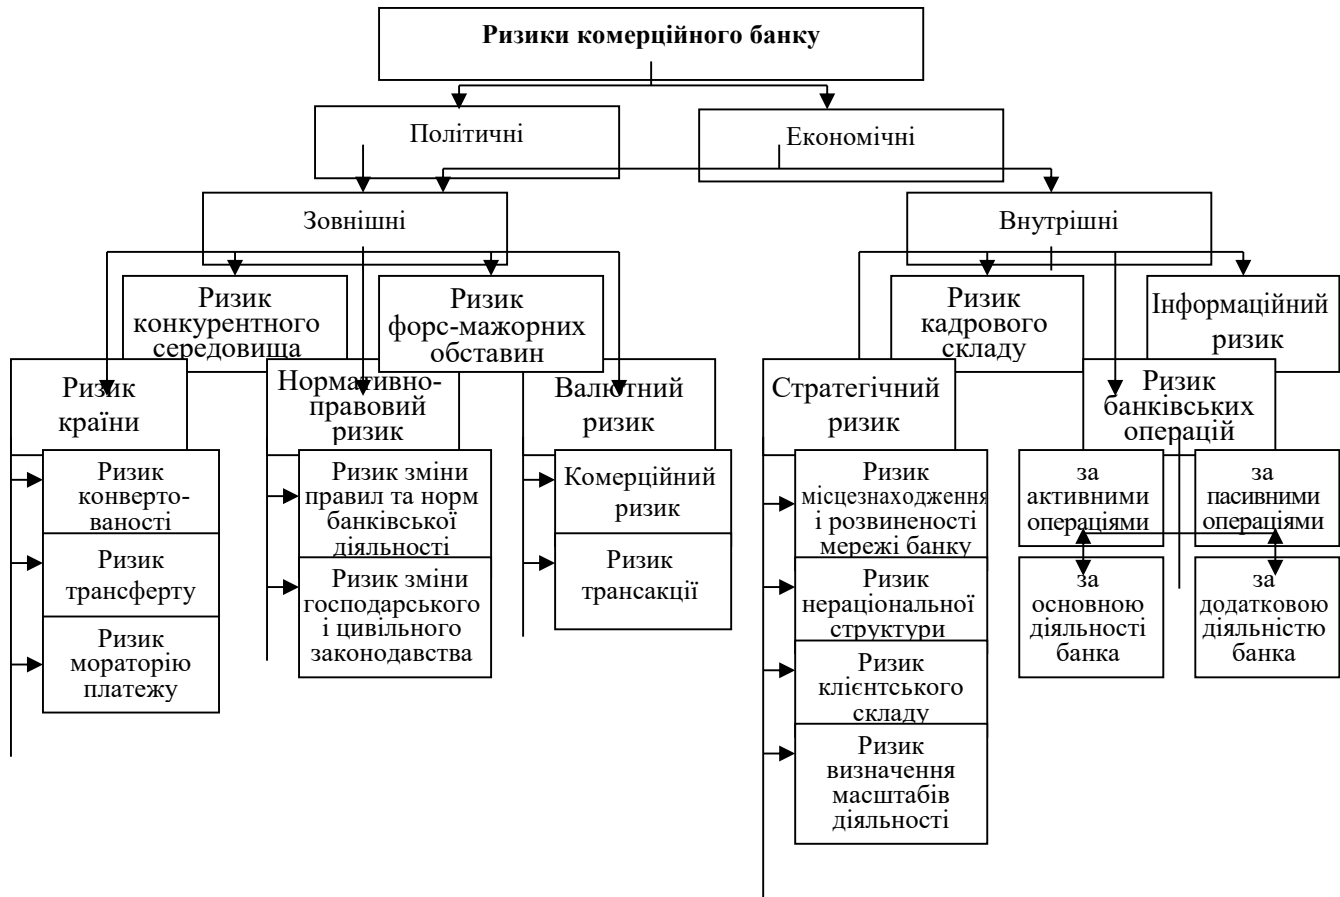 Ризики комерційного банку
Політичні
Економічні
Зовнішні
Внутрішні
Ризик
конкурентного
середовища
Ризик
форс-мажорних
обставин
Ризик
кадрового
складу
Інформаційний
ризик
Ризик
країни
Нормативно-
правовий
ризик
Валютний
ризик
Стратегічний
ризик
Ризик
банківських
операцій
Ризик
конверто-
ваності
Ризик
трансферту
Ризик
мораторію
платежу
Ризик зміни
правил та норм
банківської
діяльності
Ризик зміни
господарського
і цивільного
законодавства
Комерційний
ризик
Ризик
трансакції
Ризик
місцезнаходження
і розвиненості
мережі банку
Ризик
нераціональної
структури
Ризик
клієнтського
складу
Ризик
визначення
масштабів
діяльності
за
активними
операціями
за
пасивними
операціями
за
основною
діяльності
банка
за
додатковою
діяльністю
банка